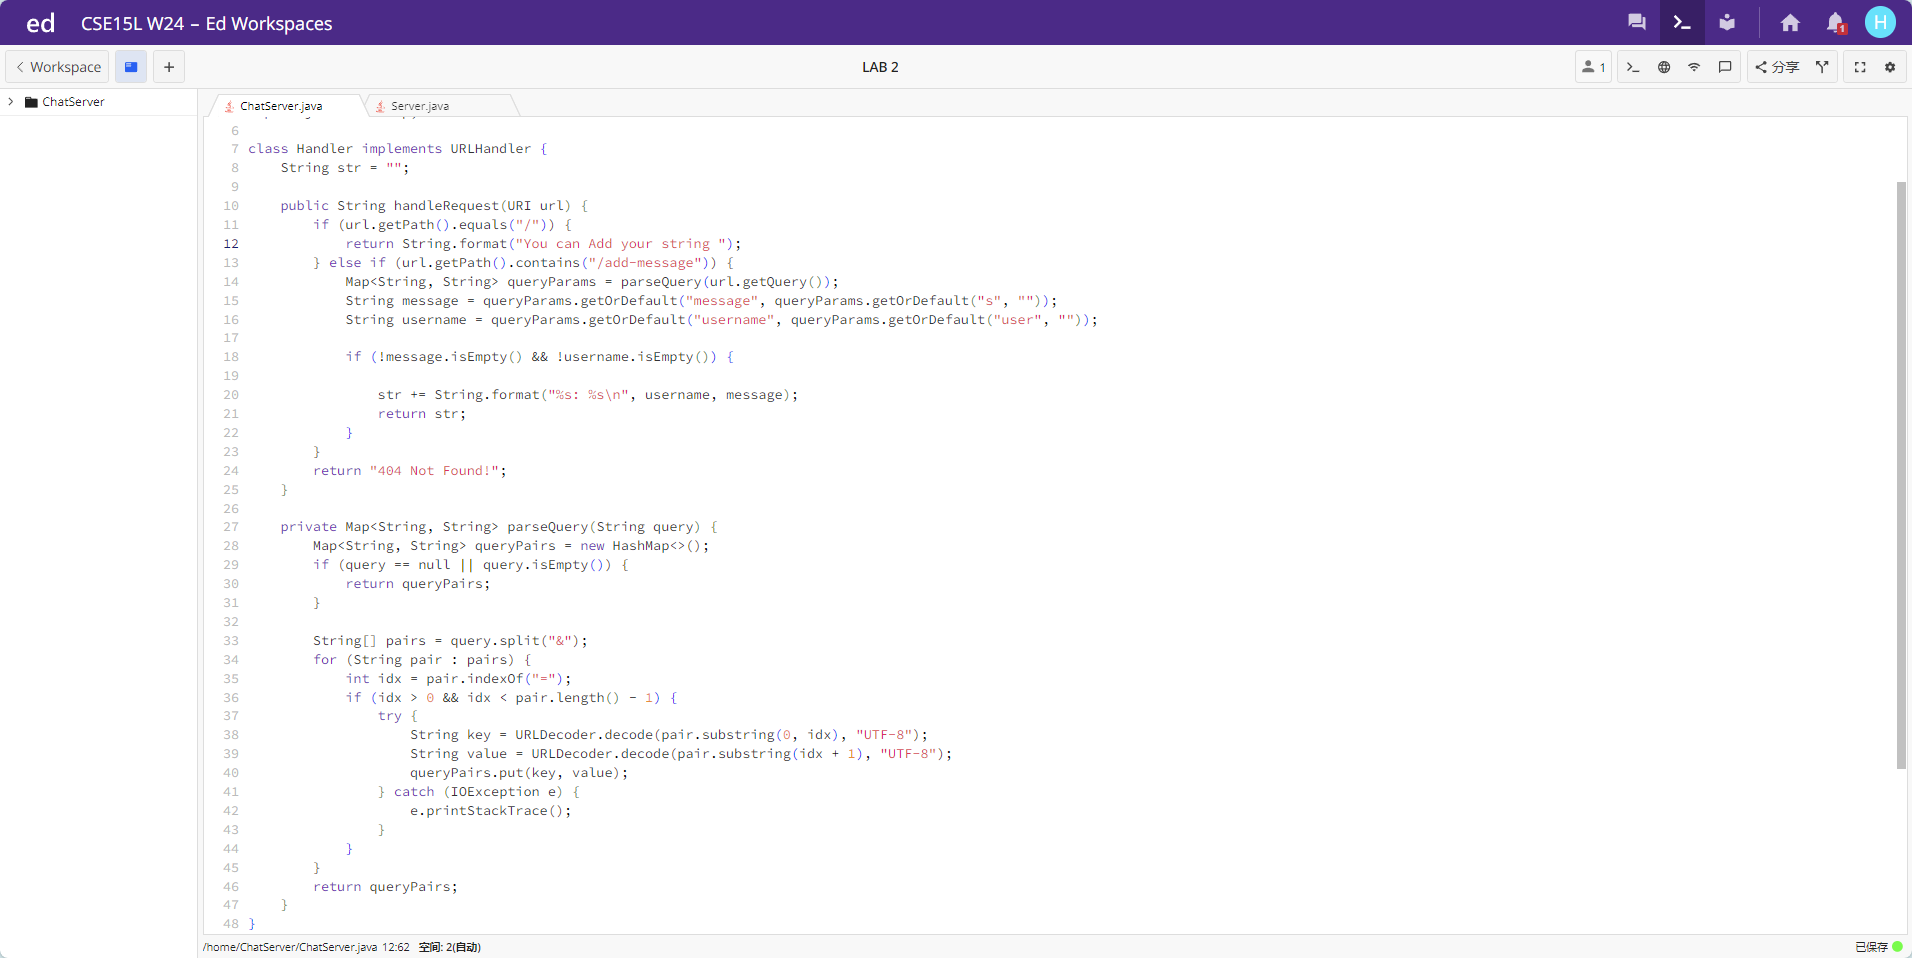 ed CSE15L W24 – Ed Workspaces
1
H
Workspace
+
LAB 2
1
分享
ChatServer
ChatServer.java
Server.java
6
7 class Handler implements URLHandler {
8 String str = "";
9
10 public String handleRequest(URI url) {
11 if (url.getPath().equals("/")) {
12 return String.format("You can Add your string ");
13 } else if (url.getPath().contains("/add-message")) {
14 Map<String, String> queryParams = parseQuery(url.getQuery());
15 String message = queryParams.getOrDefault("message", queryParams.getOrDefault("s", ""));
16 String username = queryParams.getOrDefault("username", queryParams.getOrDefault("user", ""));
17
18 if (!message.isEmpty() && !username.isEmpty()) {
19
20 str += String.format("%s: %s\n", username, message);
21 return str;
22 }
23 }
24 return "404 Not Found!";
25 }
26
27 private Map<String, String> parseQuery(String query) {
28 Map<String, String> queryPairs = new HashMap<>();
29 if (query == null || query.isEmpty()) {
30 return queryPairs;
31 }
32
33 String[] pairs = query.split("&");
34 for (String pair : pairs) {
35 int idx = pair.indexOf("=");
36 if (idx > 0 && idx < pair.length() - 1) {
37 try {
38 String key = URLDecoder.decode(pair.substring(0, idx), "UTF-8");
39 String value = URLDecoder.decode(pair.substring(idx + 1), "UTF-8");
40 queryPairs.put(key, value);
41 } catch (IOException e) {
42 e.printStackTrace();
43 }
44 }
45 }
46 return queryPairs;
47 }
48 }
/home/ChatServer/ChatServer.java 12:62 空间: 2(自动)
已保存